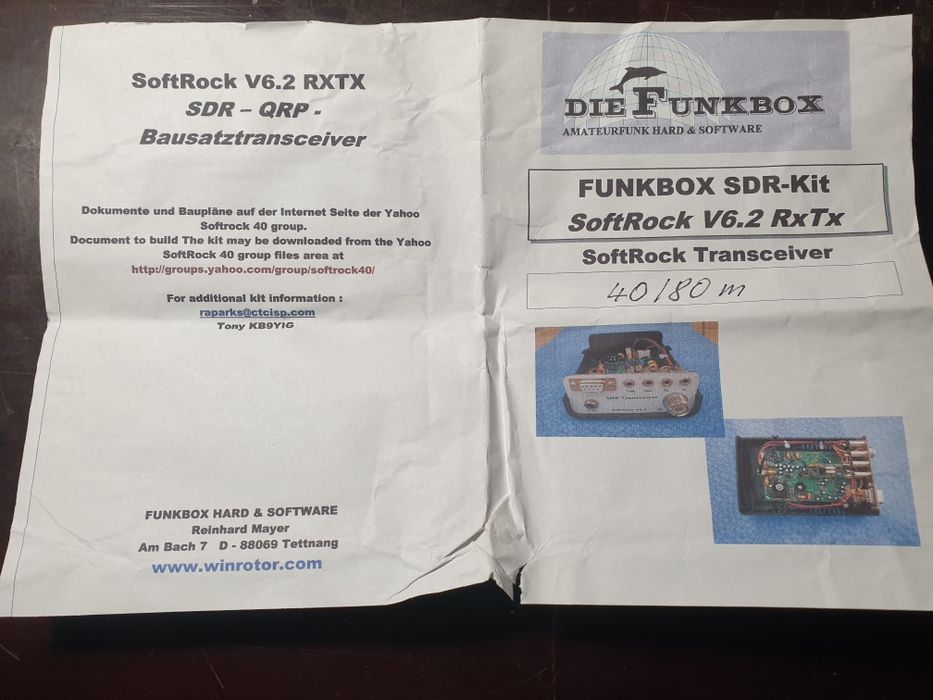 SoftRock V6.2 RXTX
SDR – QRP -
Bausatztransceiver
Dokumente und Baupläne auf der Internet Seite der Yahoo
Softrock 40 group.
Document to build The kit may be downloaded from the Yahoo
SoftRock 40 group files area at
http://groups.yahoo.com/group/softrock40/
For additional kit information :
raparks@ctcisp.com
Tony KB9YIG
FUNKBOX HARD & SOFTWARE
Reinhard Mayer
Am Bach 7 D - 88069 Tettnang
www.winrotor.com
DIE FUNKBOX
AMATEURFUNK HARD & SOFTWARE
FUNKBOX SDR-Kit
SoftRock V6.2 RxTx
SoftRock Transceiver
40/80 m
SDR Transceiver